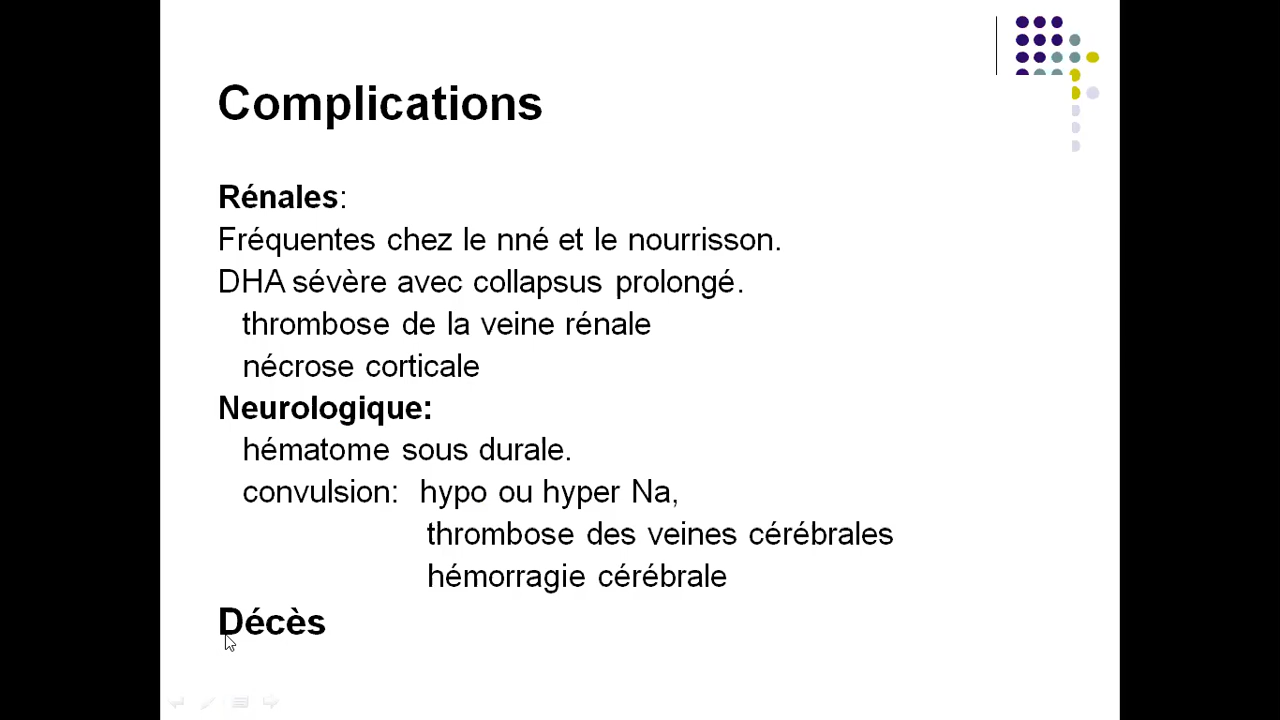 Complications
Rénales:
Fréquentes chez le nné et le nourrisson.
DHA sévère avec collapsus prolongé.
thrombose de la veine rénale
nécrose corticale
Neurologique:
hématome sous durale.
convulsion: hypo ou hyper Na,
thrombose des veines cérébrales
hémorragie cérébrale
Décès